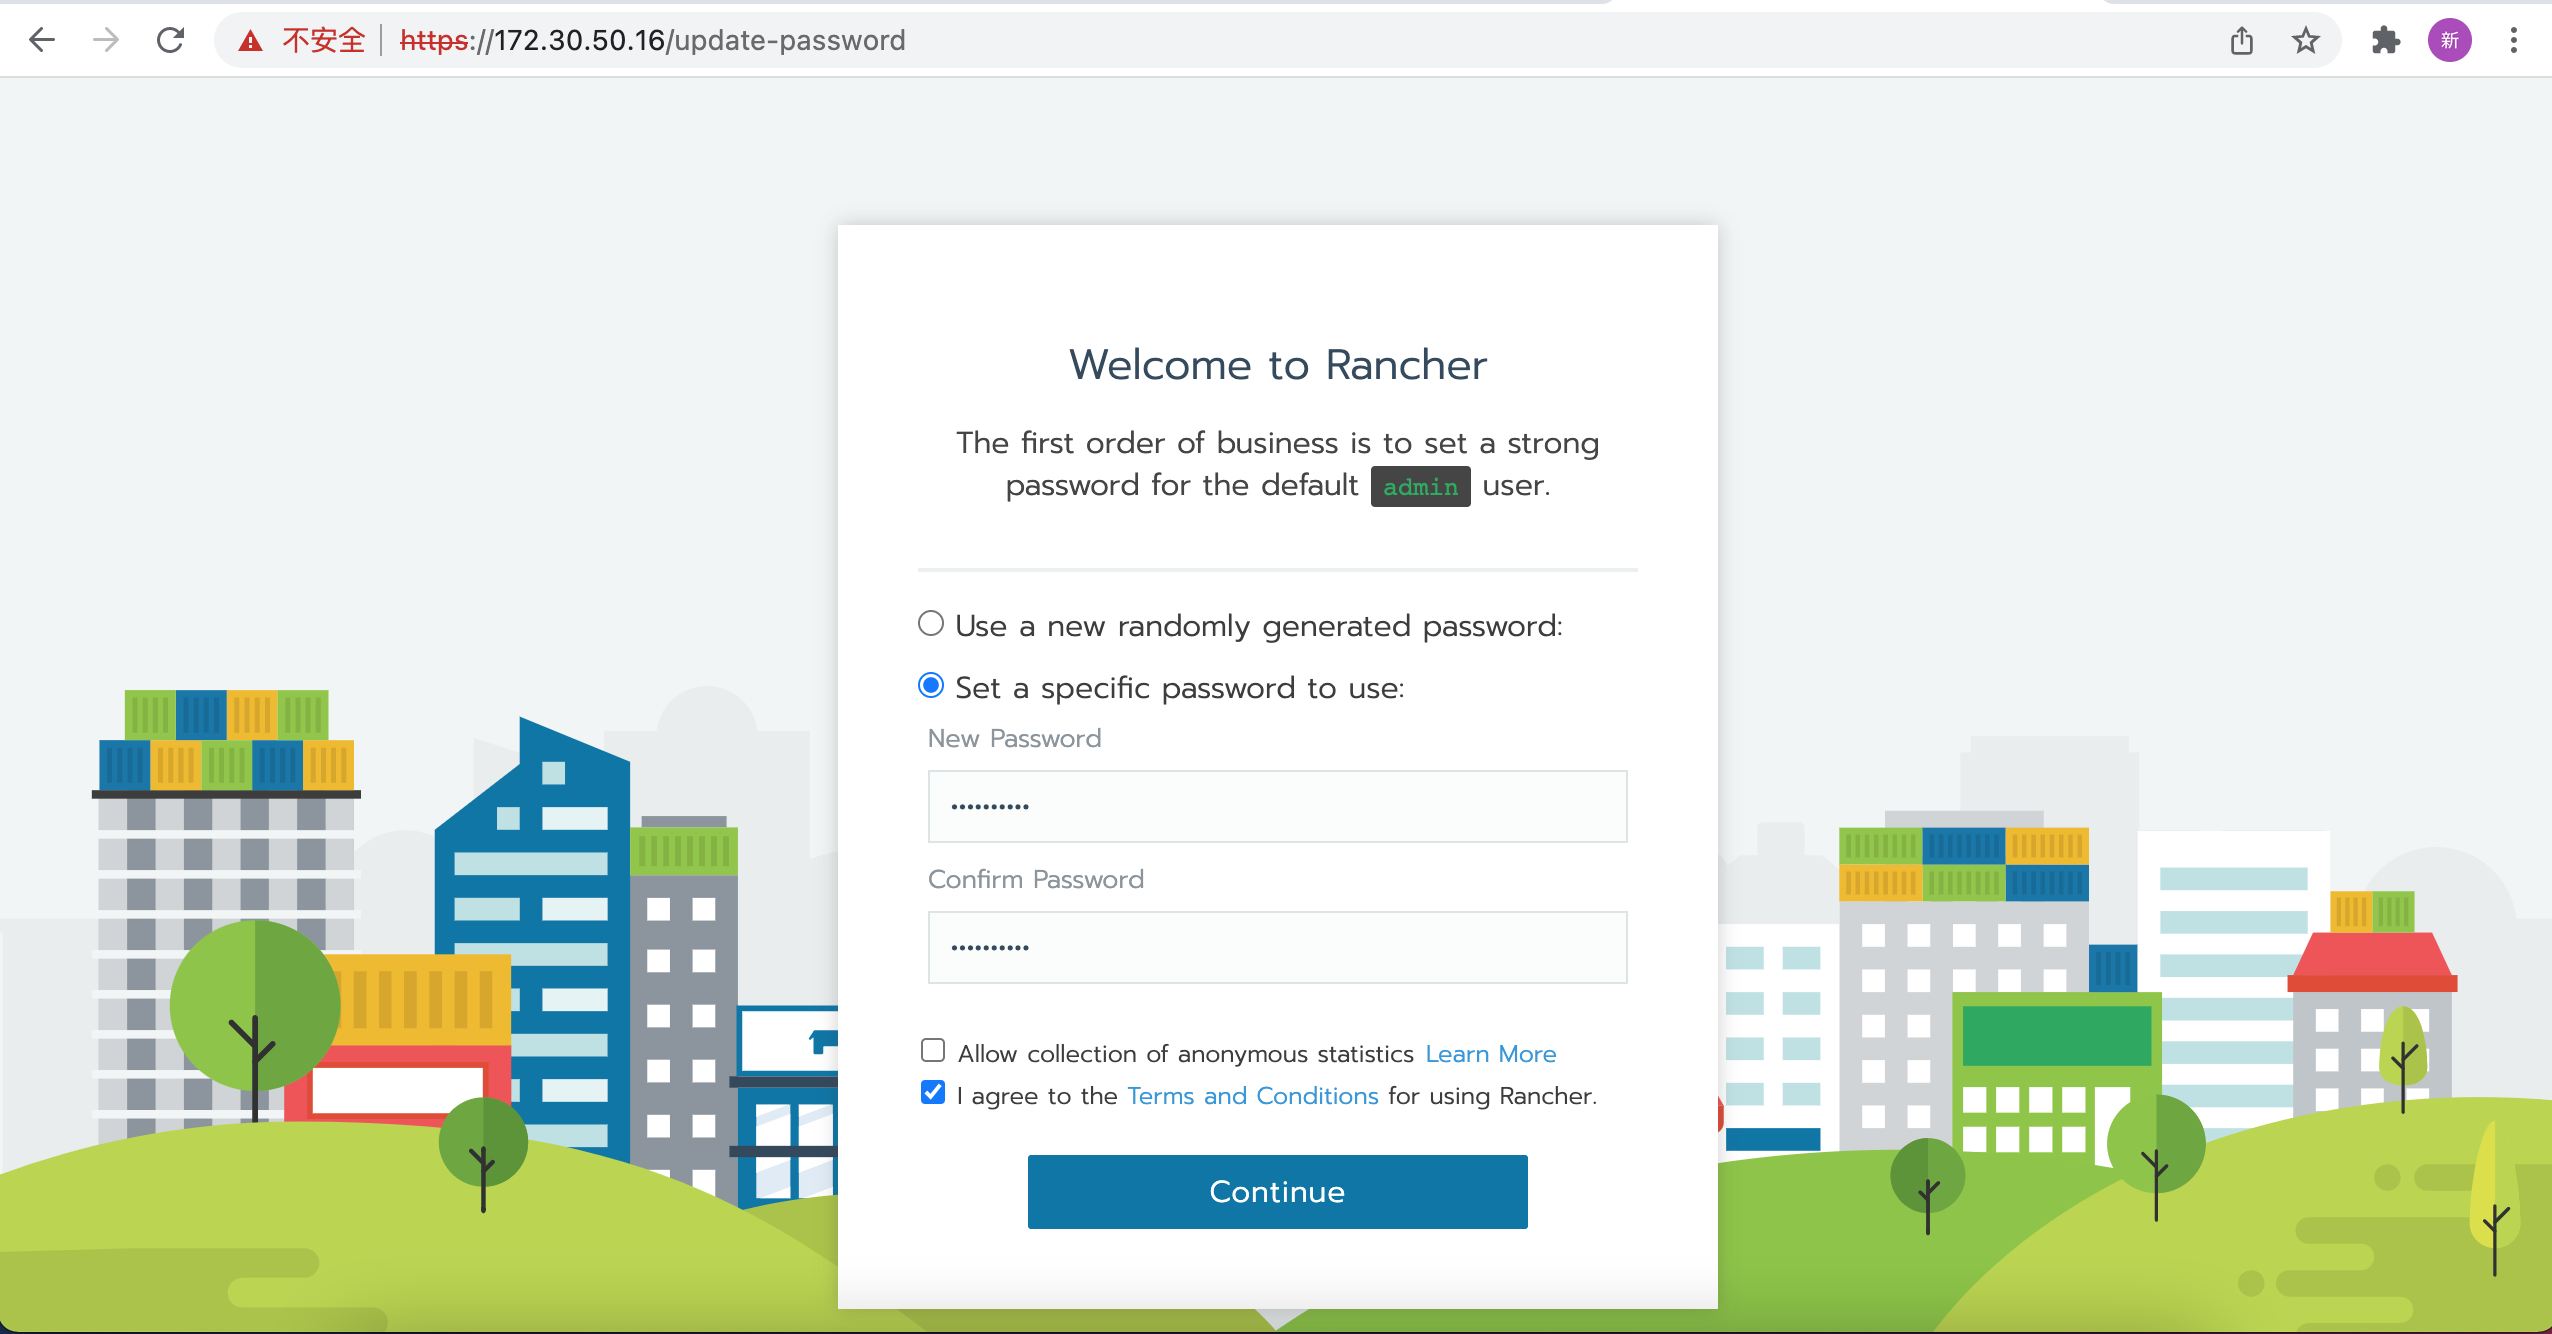 不安全 https://172.30.50.16/update-password
新
Welcome to Rancher
The first order of business is to set a strong
password for the default admin user.
Use a new randomly generated password:
Set a specific password to use:
New Password
••••••••••
Confirm Password
••••••••••
Allow collection of anonymous statistics Learn More
I agree to the Terms and Conditions for using Rancher.
Continue